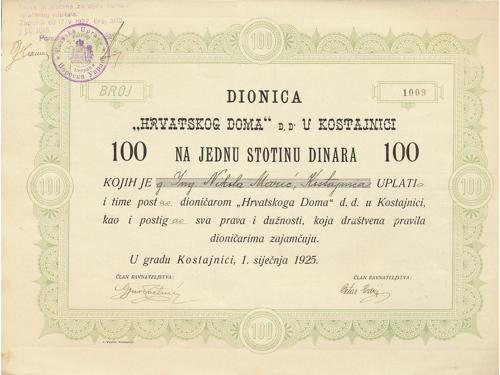 100
BROJ
1009
DIONICA
„HRVATSKOG DOMA" D. D. U KOSTAJNICI
100 NA JEDNU STOTINU DINARA 100
KOJIH JE g. Ing. Nikola Marić, Kostajnica UPLATIo
i time postao dioničarom „Hrvatskoga Doma" d. d. u Kostajnici,
kao i postigao sva prava i dužnosti, koja društvena pravila
dioničarima zajamčuju.
U gradu Kostajnici, 1. siječnja 1925.
ČLAN RAVNATELJSTVA: ČLAN RAVNATELJSTVA:
100
100
100